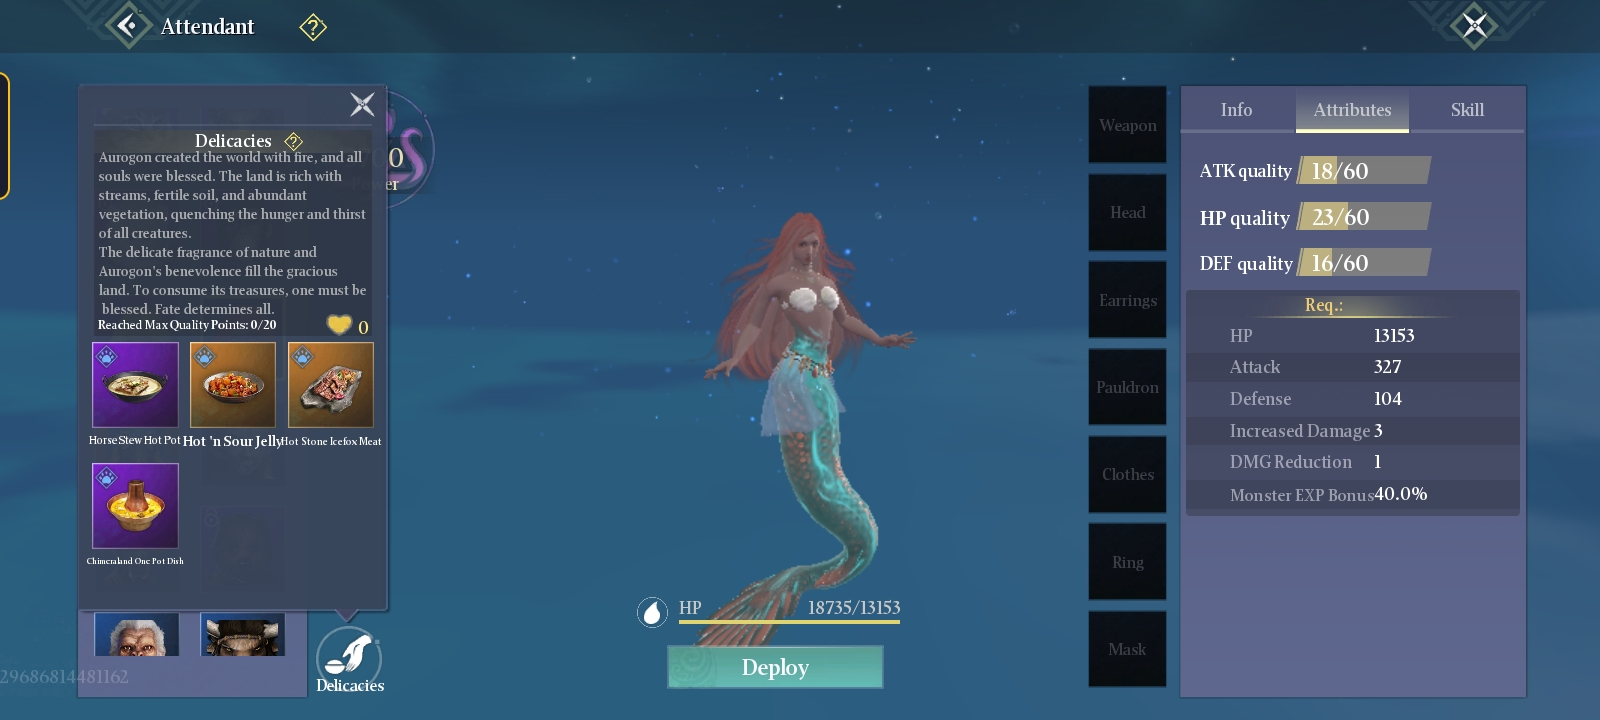 Attendant
?
Delicacies ?
Aurogon created the world with fire, and all
souls were blessed. The land is rich with
streams, fertile soil, and abundant
vegetation, quenching the hunger and thirst
of all creatures.
The delicate fragrance of nature and
Aurogon's benevolence fill the gracious
land. To consume its treasures, one must be
blessed. Fate determines all.
Reached Max Quality Points: 0/20
0
Horse Stew Hot Pot
Hot 'n Sour Jelly
Hot Stone Icefox Meat
Chimeraland One Pot Dish
Delicacies
29686814481162
HP 18735/13153
Deploy
Weapon
Head
Earrings
Pauldron
Clothes
Ring
Mask
Info Attributes Skill
ATK quality 18/60
HP quality 23/60
DEF quality 16/60
Req.:
HP 13153
Attack 327
Defense 104
Increased Damage 3
DMG Reduction 1
Monster EXP Bonus 40.0%